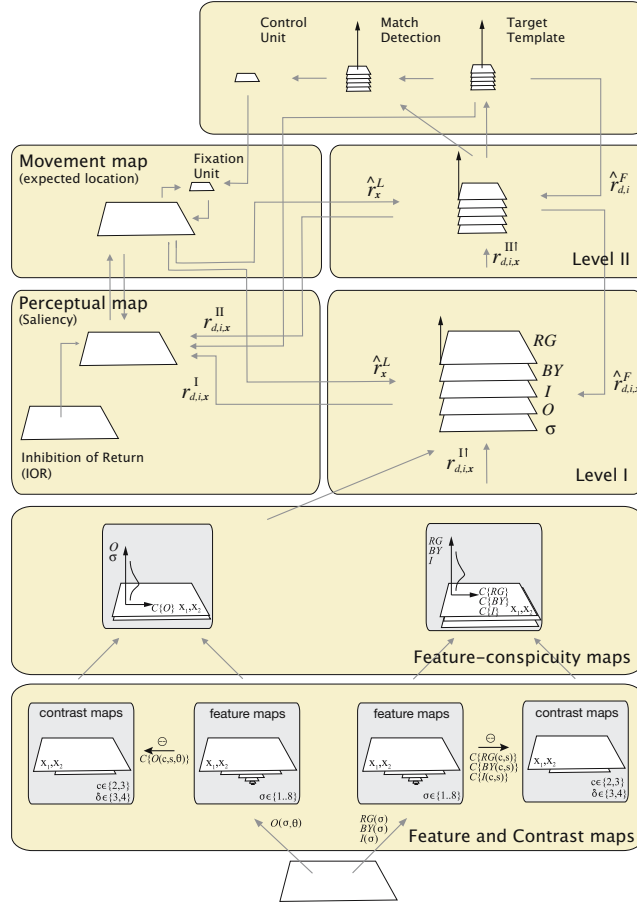 Control
Unit
Match
Detection
Target
Template
Movement map
(expected location)
Fixation
Unit
r̂ₓᴸ
r̂_{d,i}^F
r_{d,i,x}^{II↑}
Level II
Perceptual map
(Saliency)
r_{d,i,x}^{II}
r_{d,i,x}^{I}
r̂ₓᴸ
RG
BY
I
O
σ
r̂_{d,i,x}^F
Inhibition of Return
(IOR)
r_{d,i,x}^{I↑}
Level I
O
σ
C{O}
x₁,x₂
RG
BY
I
C{RG}
C{BY}
C{I}
x₁,x₂
Feature-conspicuity maps
contrast maps
x₁,x₂
c∈{2,3}
δ∈{3,4}
⊖
C{O(c,s,θ)}
feature maps
x₁,x₂
σ∈{1..8}
feature maps
x₁,x₂
σ∈{1..8}
⊖
C{RG(c,s)}
C{BY(c,s)}
C{I(c,s)}
contrast maps
x₁,x₂
c∈{2,3}
δ∈{3,4}
O(σ,θ)
RG(σ)
BY(σ)
I(σ)
Feature and Contrast maps